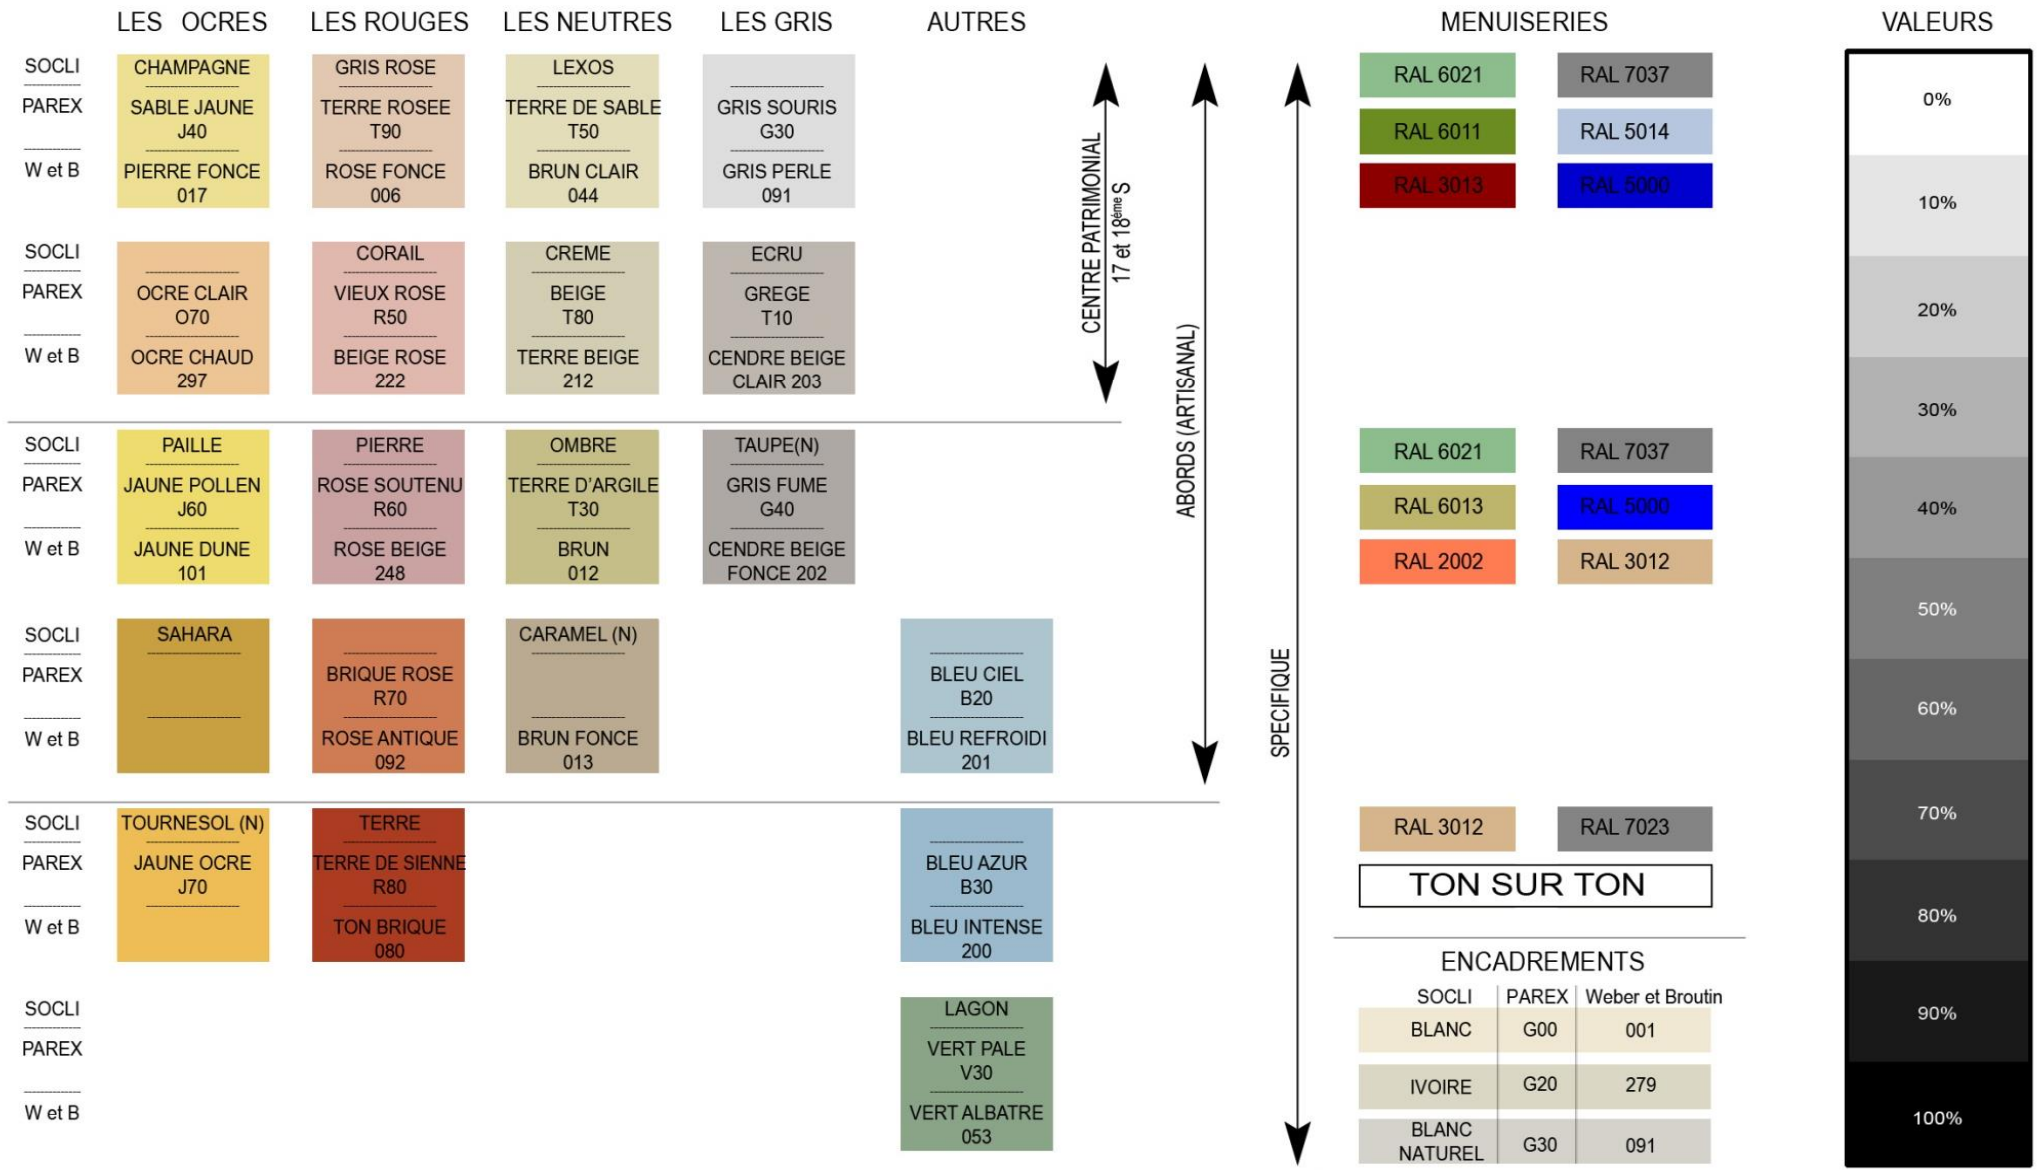 LES OCRES LES ROUGES LES NEUTRES LES GRIS AUTRES MENUISERIES VALEURS
SOCLI CHAMPAGNE GRIS ROSE LEXOS
PAREX SABLE JAUNE TERRE ROSEE TERRE DE SABLE GRIS SOURIS
J40 T90 T50 G30
W et B PIERRE FONCE ROSE FONCE BRUN CLAIR GRIS PERLE
017 006 044 091
SOCLI CORAIL CREME ECRU
PAREX OCRE CLAIR VIEUX ROSE BEIGE GREGE
O70 R50 T80 T10
W et B OCRE CHAUD BEIGE ROSE TERRE BEIGE CENDRE BEIGE
297 222 212 CLAIR 203
SOCLI PAILLE PIERRE OMBRE TAUPE(N)
PAREX JAUNE POLLEN ROSE SOUTENU TERRE D'ARGILE GRIS FUME
J60 R60 T30 G40
W et B JAUNE DUNE ROSE BEIGE BRUN CENDRE BEIGE
101 248 012 FONCE 202
SOCLI SAHARA CARAMEL (N)
PAREX BRIQUE ROSE BLEU CIEL
R70 B20
W et B ROSE ANTIQUE BRUN FONCE BLEU REFROIDI
092 013 201
SOCLI TOURNESOL (N) TERRE
PAREX JAUNE OCRE TERRE DE SIENNE BLEU AZUR
J70 R80 B30
W et B TON BRIQUE BLEU INTENSE
080 200
SOCLI LAGON
PAREX VERT PALE
V30
W et B VERT ALBATRE
053
CENTRE PATRIMONIAL
17 et 18ème S
ABORDS (ARTISANAL)
SPECIFIQUE
RAL 6021 RAL 7037
RAL 6011 RAL 5014
RAL 3013 RAL 5000
RAL 6021 RAL 7037
RAL 6013 RAL 5000
RAL 2002 RAL 3012
RAL 3012 RAL 7023
TON SUR TON
ENCADREMENTS
SOCLI PAREX Weber et Broutin
BLANC G00 001
IVOIRE G20 279
BLANC
NATUREL G30 091
0%
10%
20%
30%
40%
50%
60%
70%
80%
90%
100%